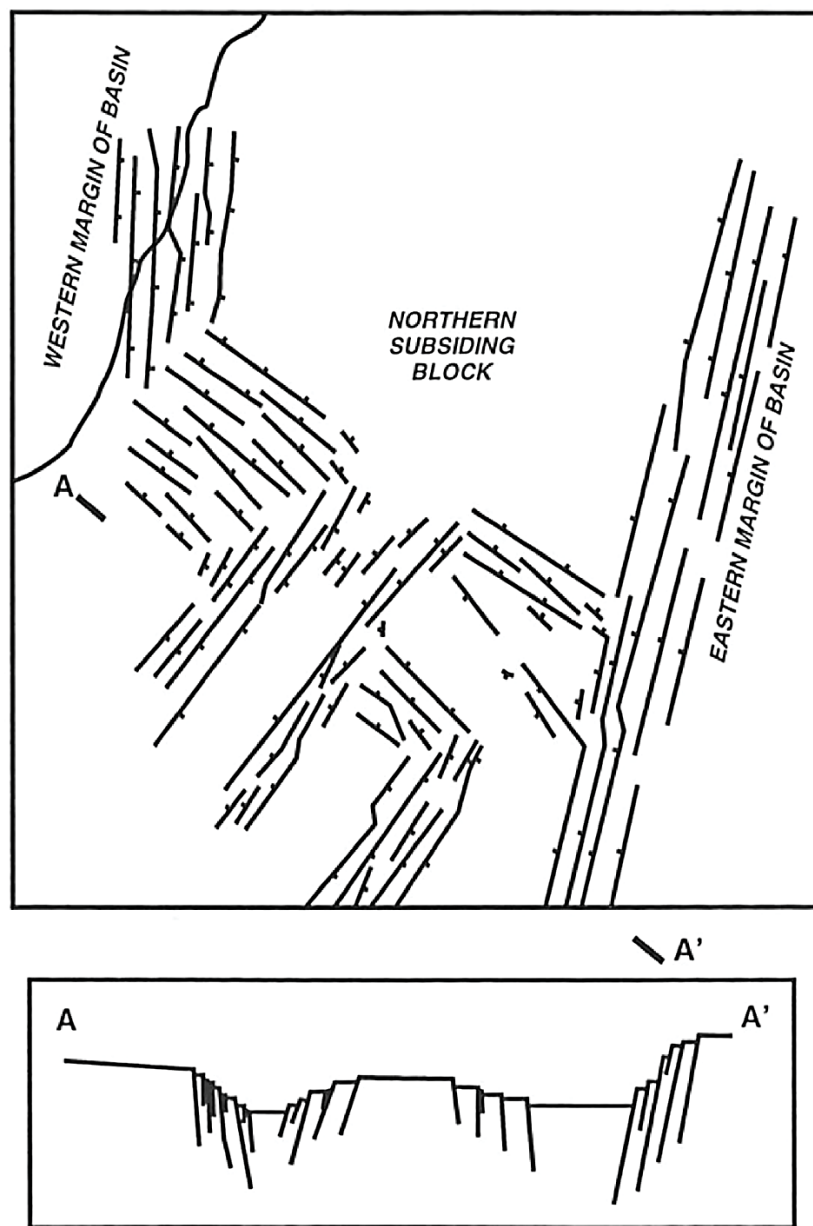 WESTERN MARGIN OF BASIN
NORTHERN
SUBSIDING
BLOCK
EASTERN MARGIN OF BASIN
A
A'
A
A'